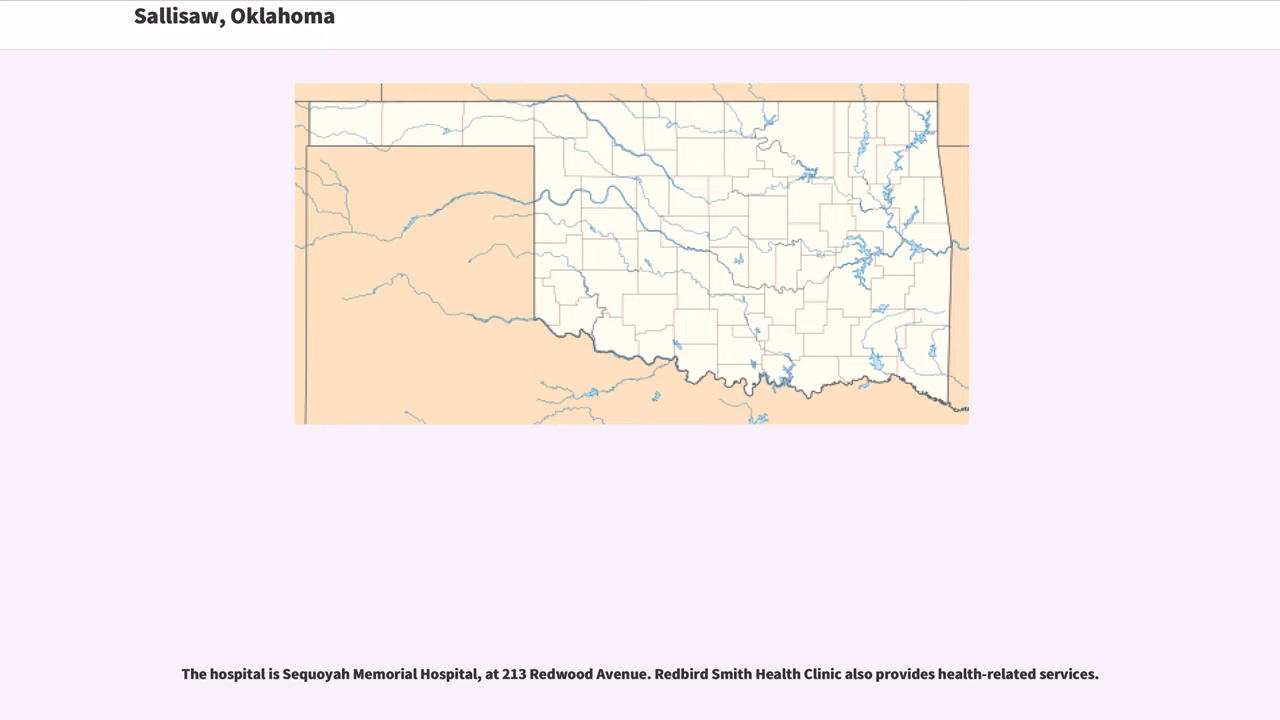 Sallisaw, Oklahoma
The hospital is Sequoyah Memorial Hospital, at 213 Redwood Avenue. Redbird Smith Health Clinic also provides health-related services.